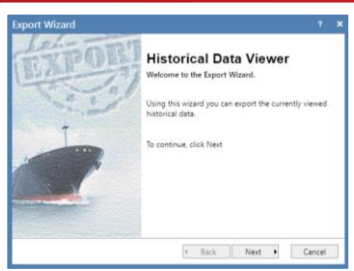 Export Wizard ? ×
EXPORT
Historical Data Viewer
Welcome to the Export Wizard.
Using this wizard you can export the currently viewed
historical data.
To continue, click Next
Back Next Cancel